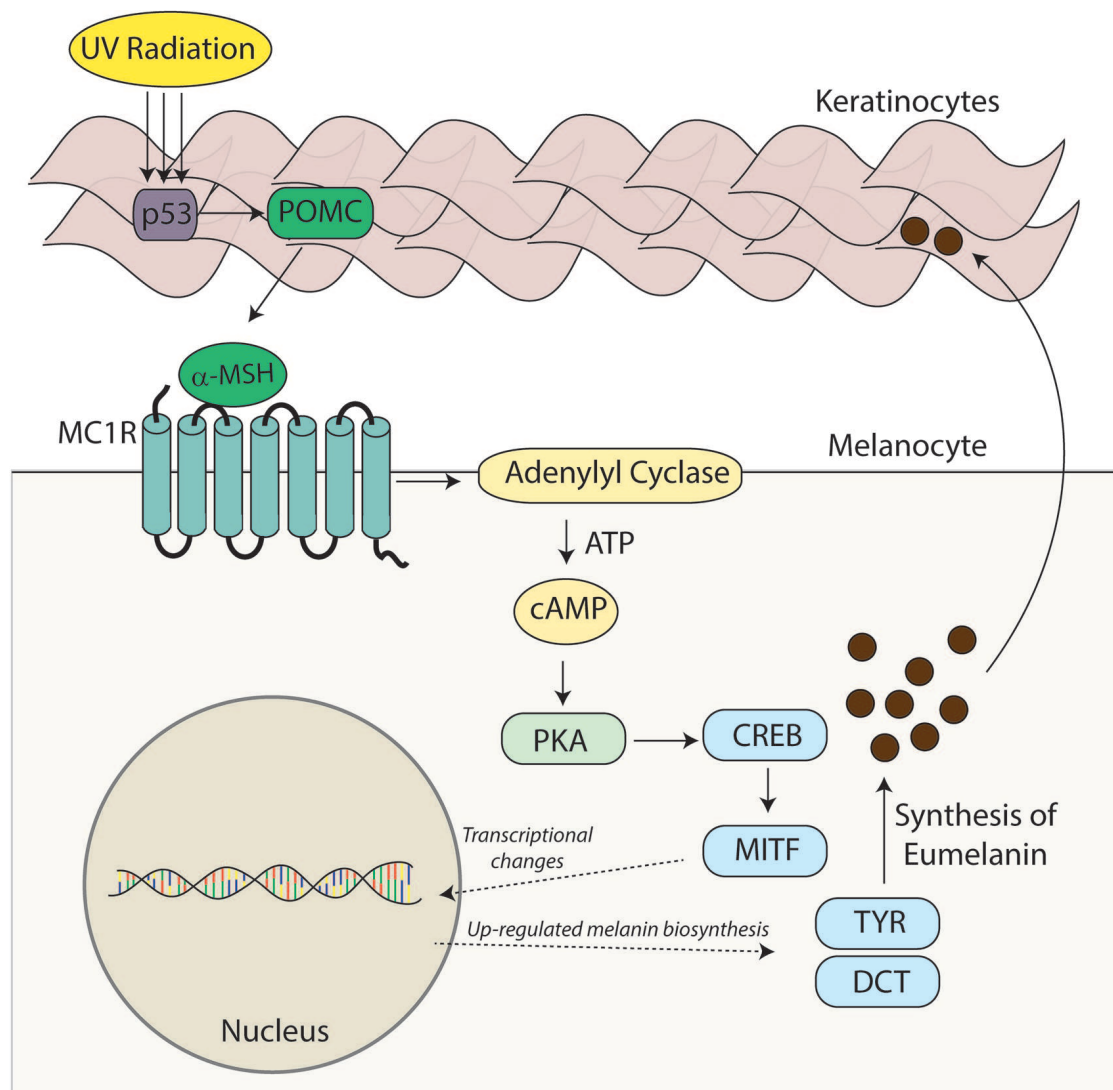 UV Radiation
Keratinocytes
p53
POMC
α-MSH
MC1R
Melanocyte
Adenylyl Cyclase
ATP
cAMP
PKA
CREB
Synthesis of
Eumelanin
Transcriptional
changes
MITF
Up-regulated melanin biosynthesis
TYR
DCT
Nucleus